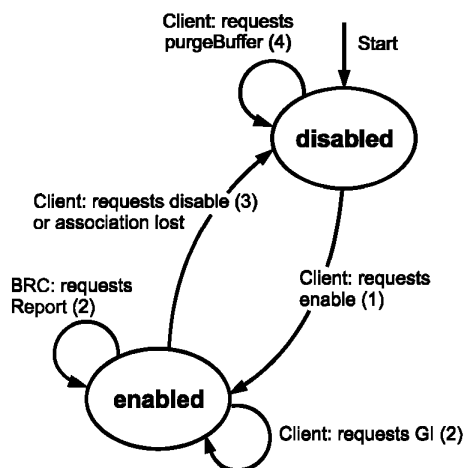 Client: requests
purgeBuffer (4)
Start
disabled
Client: requests disable (3)
or association lost
Client: requests
enable (1)
BRC: requests
Report (2)
enabled
Client: requests GI (2)